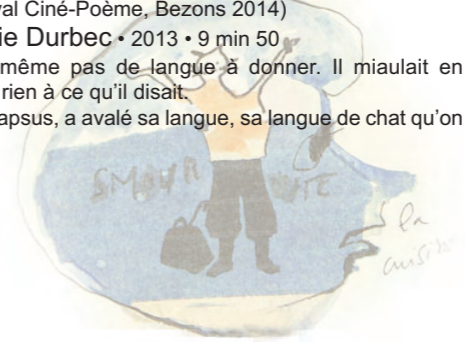 val Ciné-Poème, Bezons 2014)
ie Durbec • 2013 • 9 min 50
même pas de langue à donner. Il miaulait en
rien à ce qu’il disait.
apsus, a avalé sa langue, sa langue de chat qu’on
la